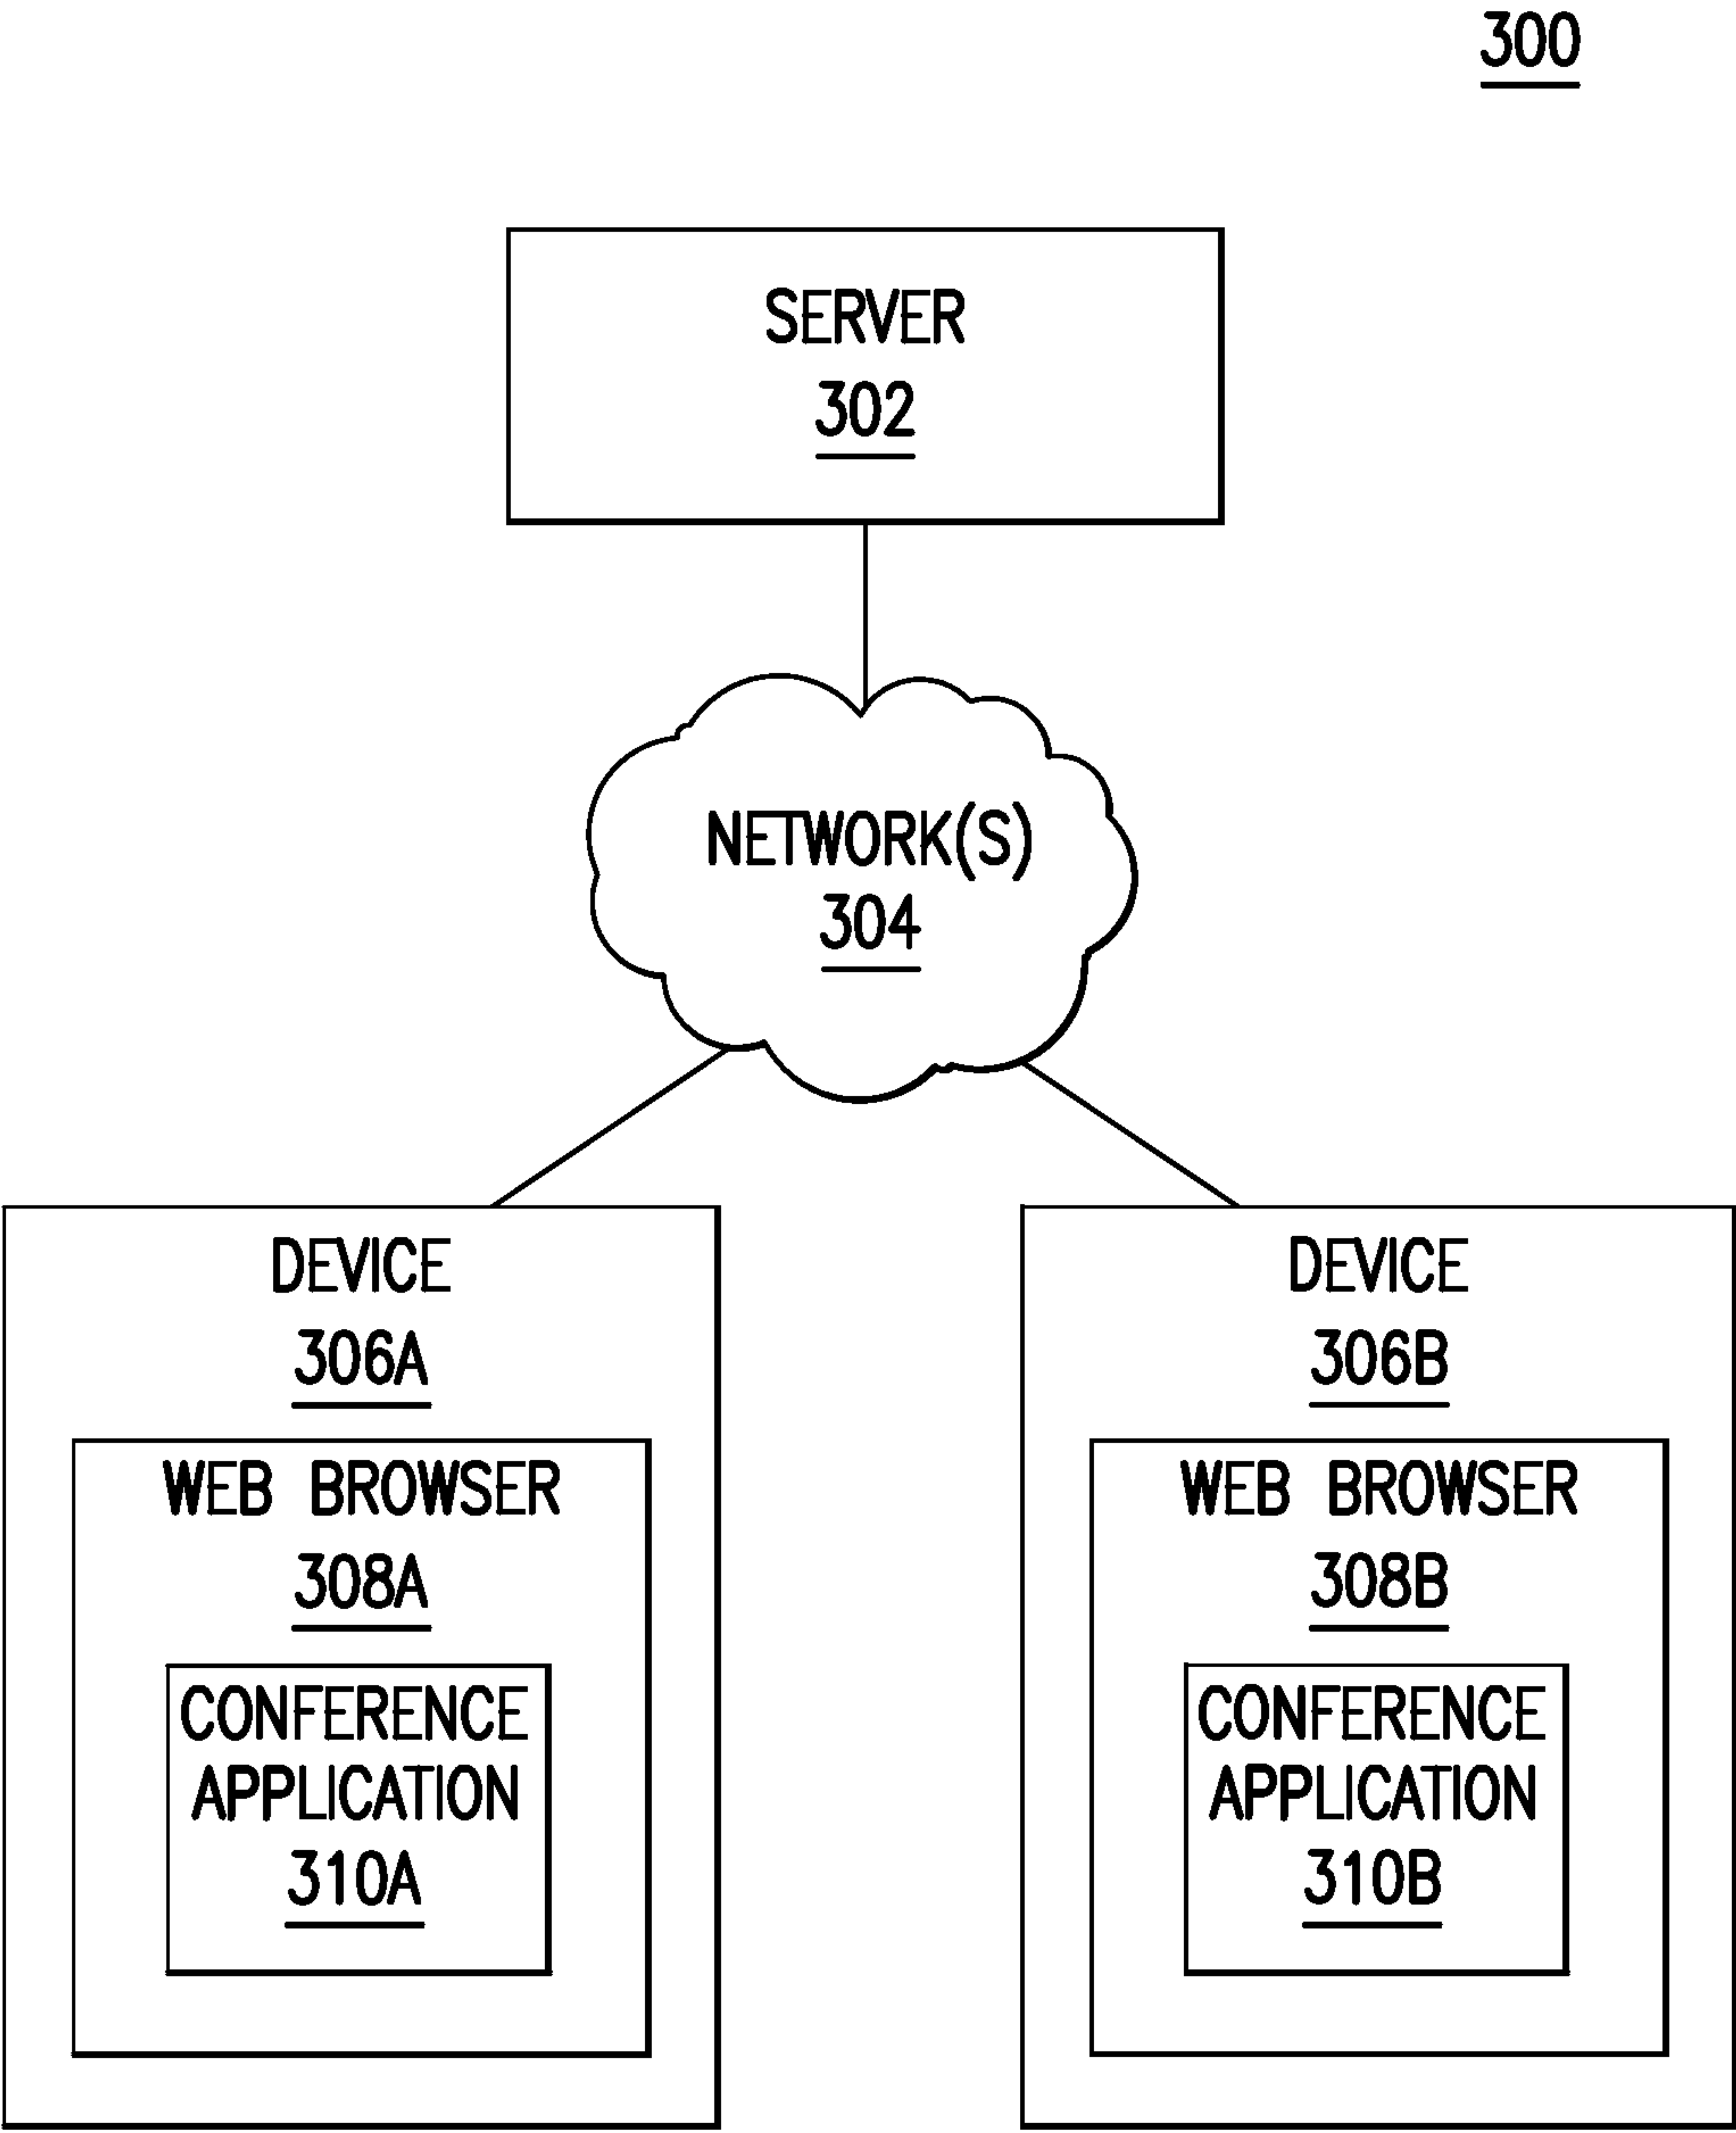 300
SERVER
302
NETWORK(S)
304
DEVICE
306A
WEB BROWSER
308A
CONFERENCE
APPLICATION
310A
DEVICE
306B
WEB BROWSER
308B
CONFERENCE
APPLICATION
310B